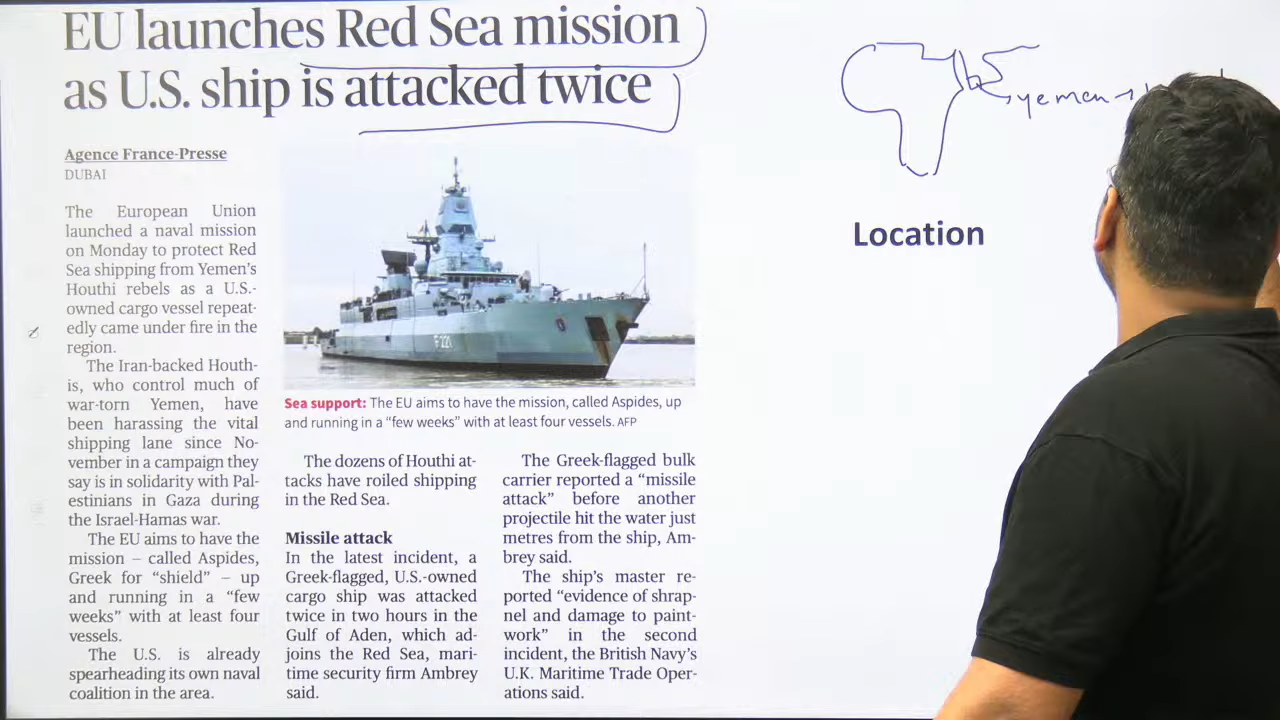 EU launches Red Sea mission
as U.S. ship is attacked twice
Agence France-Presse
DUBAI
The European Union
launched a naval mission
on Monday to protect Red
Sea shipping from Yemen's
Houthi rebels as a U.S.-
owned cargo vessel repeat-
edly came under fire in the
region.
The Iran-backed Houth-
is, who control much of
war-torn Yemen, have
been harassing the vital
shipping lane since No-
vember in a campaign they
say is in solidarity with Pal-
estinians in Gaza during
the Israel-Hamas war.
The EU aims to have the
mission – called Aspides,
Greek for “shield” – up
and running in a “few
weeks” with at least four
vessels.
The U.S. is already
spearheading its own naval
coalition in the area.
F 221
Sea support: The EU aims to have the mission, called Aspides, up
and running in a “few weeks” with at least four vessels. AFP
The dozens of Houthi at-
tacks have roiled shipping
in the Red Sea.
Missile attack
In the latest incident, a
Greek-flagged, U.S.-owned
cargo ship was attacked
twice in two hours in the
Gulf of Aden, which ad-
joins the Red Sea, mari-
time security firm Ambrey
said.
The Greek-flagged bulk
carrier reported a “missile
attack” before another
projectile hit the water just
metres from the ship, Am-
brey said.
The ship's master re-
ported “evidence of shrap-
nel and damage to paint-
work” in the second
incident, the British Navy's
U.K. Maritime Trade Oper-
ations said.
yemen →
Location